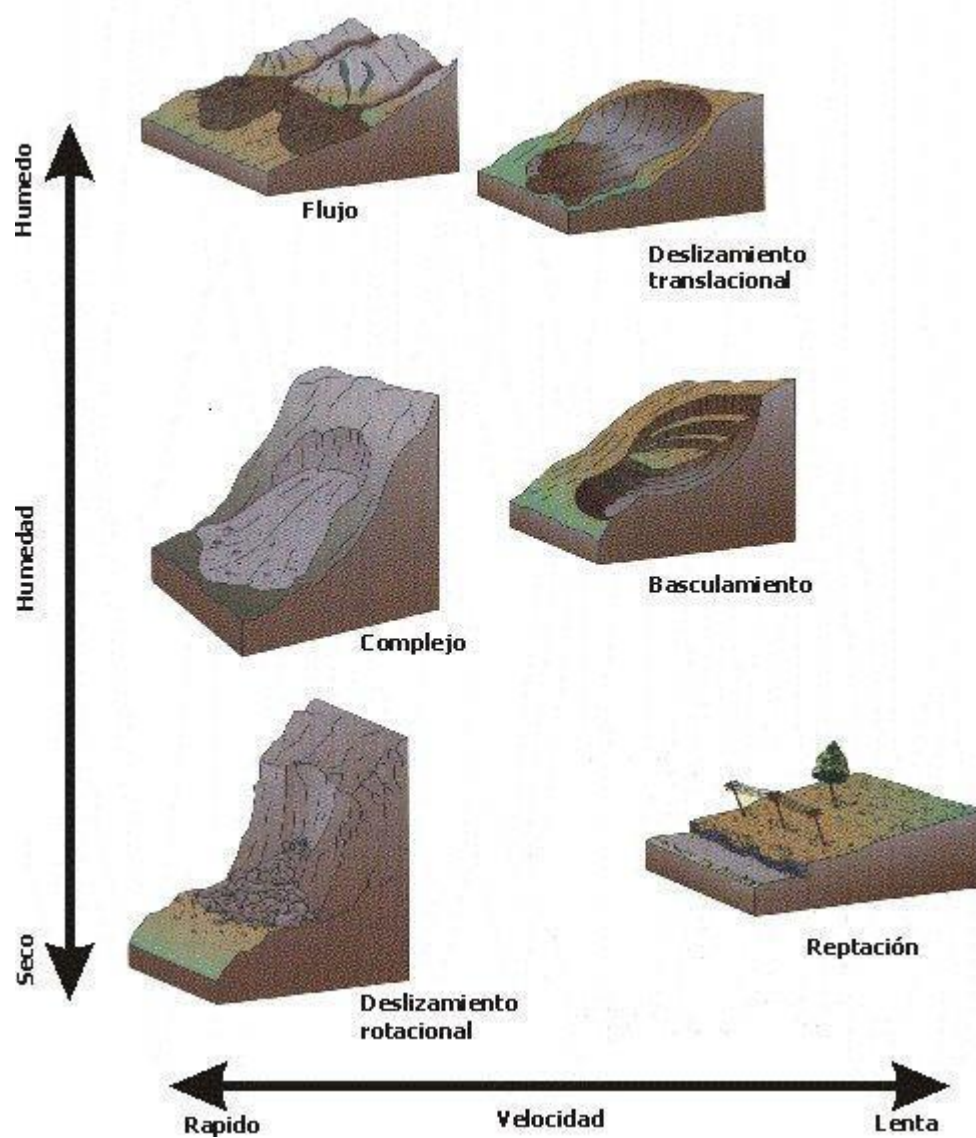 Humedo
Flujo
Deslizamiento
translacional
Humedad
Complejo
Basculamiento
Seco
Deslizamiento
rotacional
Reptación
Rapido
Velocidad
Lenta